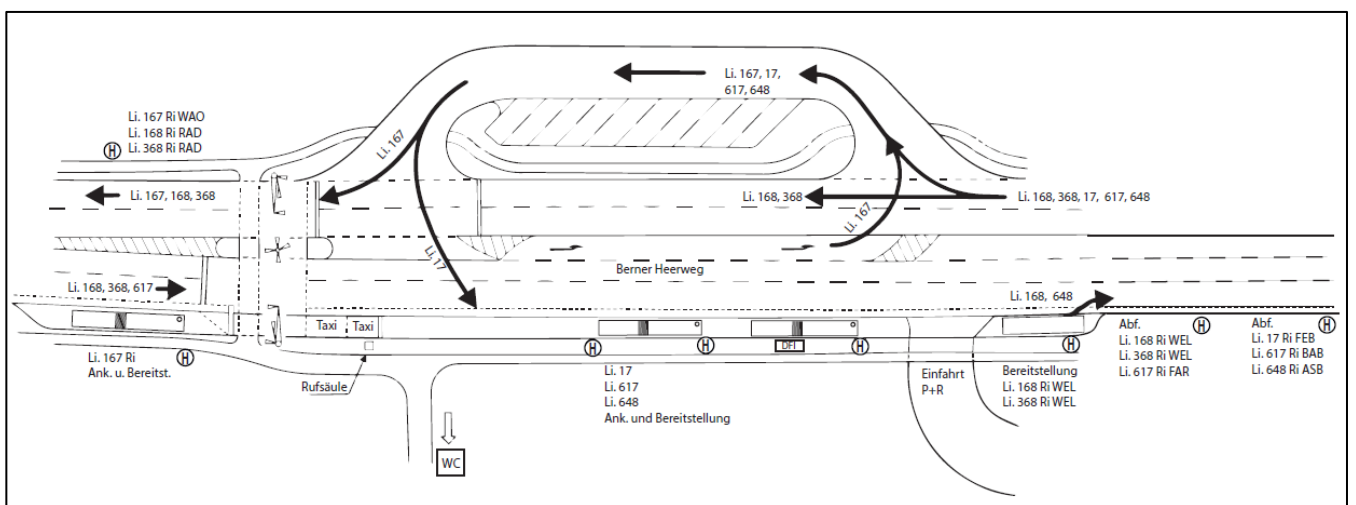 Li. 167, 17,
617, 648
Li. 167 Ri WAO
Li. 168 Ri RAD
Li. 368 Ri RAD
H
Li. 167
Li. 167, 168, 368
Li. 168, 368
Li. 168, 368, 17, 617, 648
Li. 167
Li. 17
Berner Heerweg
Li. 168, 368, 617
Li. 168, 648
Taxi
Taxi
DFI
H
H
H
H
H
H
H
Li. 167 Ri
Ank. u. Bereitst.
Rufsäule
Li. 17
Li. 617
Li. 648
Ank. und Bereitstellung
Einfahrt
P+R
Bereitstellung
Li. 168 Ri WEL
Li. 368 Ri WEL
Abf.
Li. 168 Ri WEL
Li. 368 Ri WEL
Li. 617 Ri FAR
Abf.
Li. 17 Ri FEB
Li. 617 Ri BAB
Li. 648 Ri ASB
WC